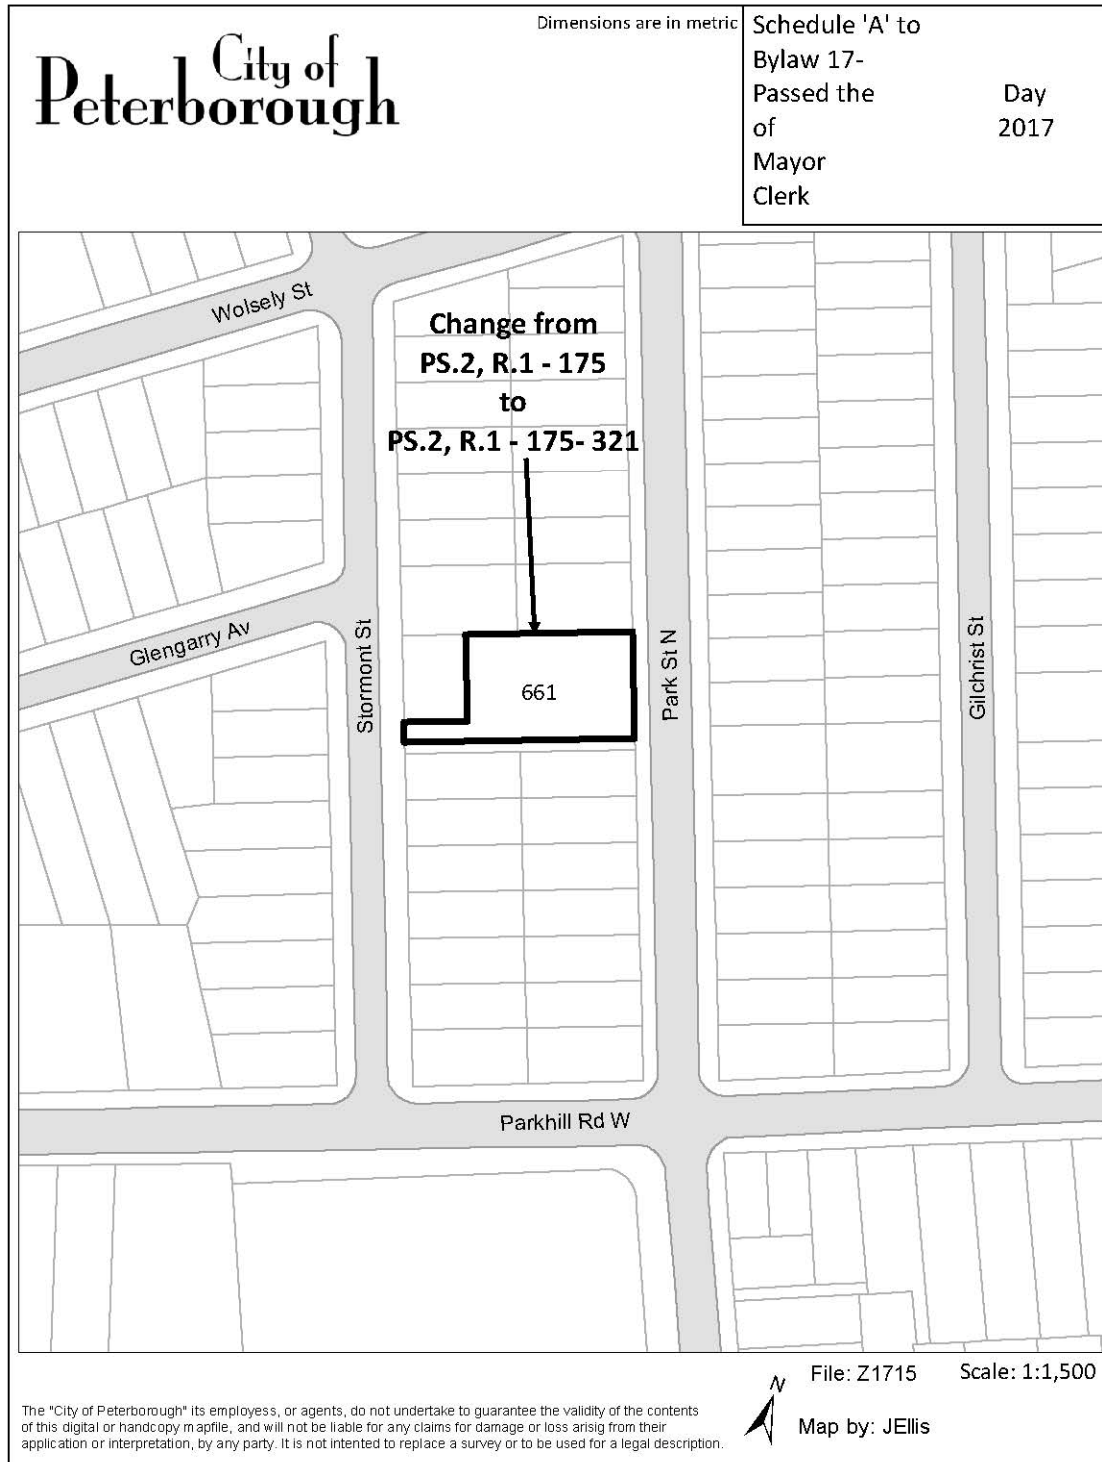 City of
Peterborough
Dimensions are in metric
Schedule 'A' to
Bylaw 17-
Passed the Day
of 2017
Mayor
Clerk
Wolsely St
Change from
PS.2, R.1 - 175
to
PS.2, R.1 - 175- 321
Glengarry Av
Stormont St
661
Park St N
Gilchrist St
Parkhill Rd W
File: Z1715 Scale: 1:1,500
N
Map by: JEllis
The "City of Peterborough" its employess, or agents, do not undertake to guarantee the validity of the contents
of this digital or handcopy mapfile, and will not be liable for any claims for damage or loss arisig from their
application or interpretation, by any party. It is not intended to replace a survey or to be used for a legal description.